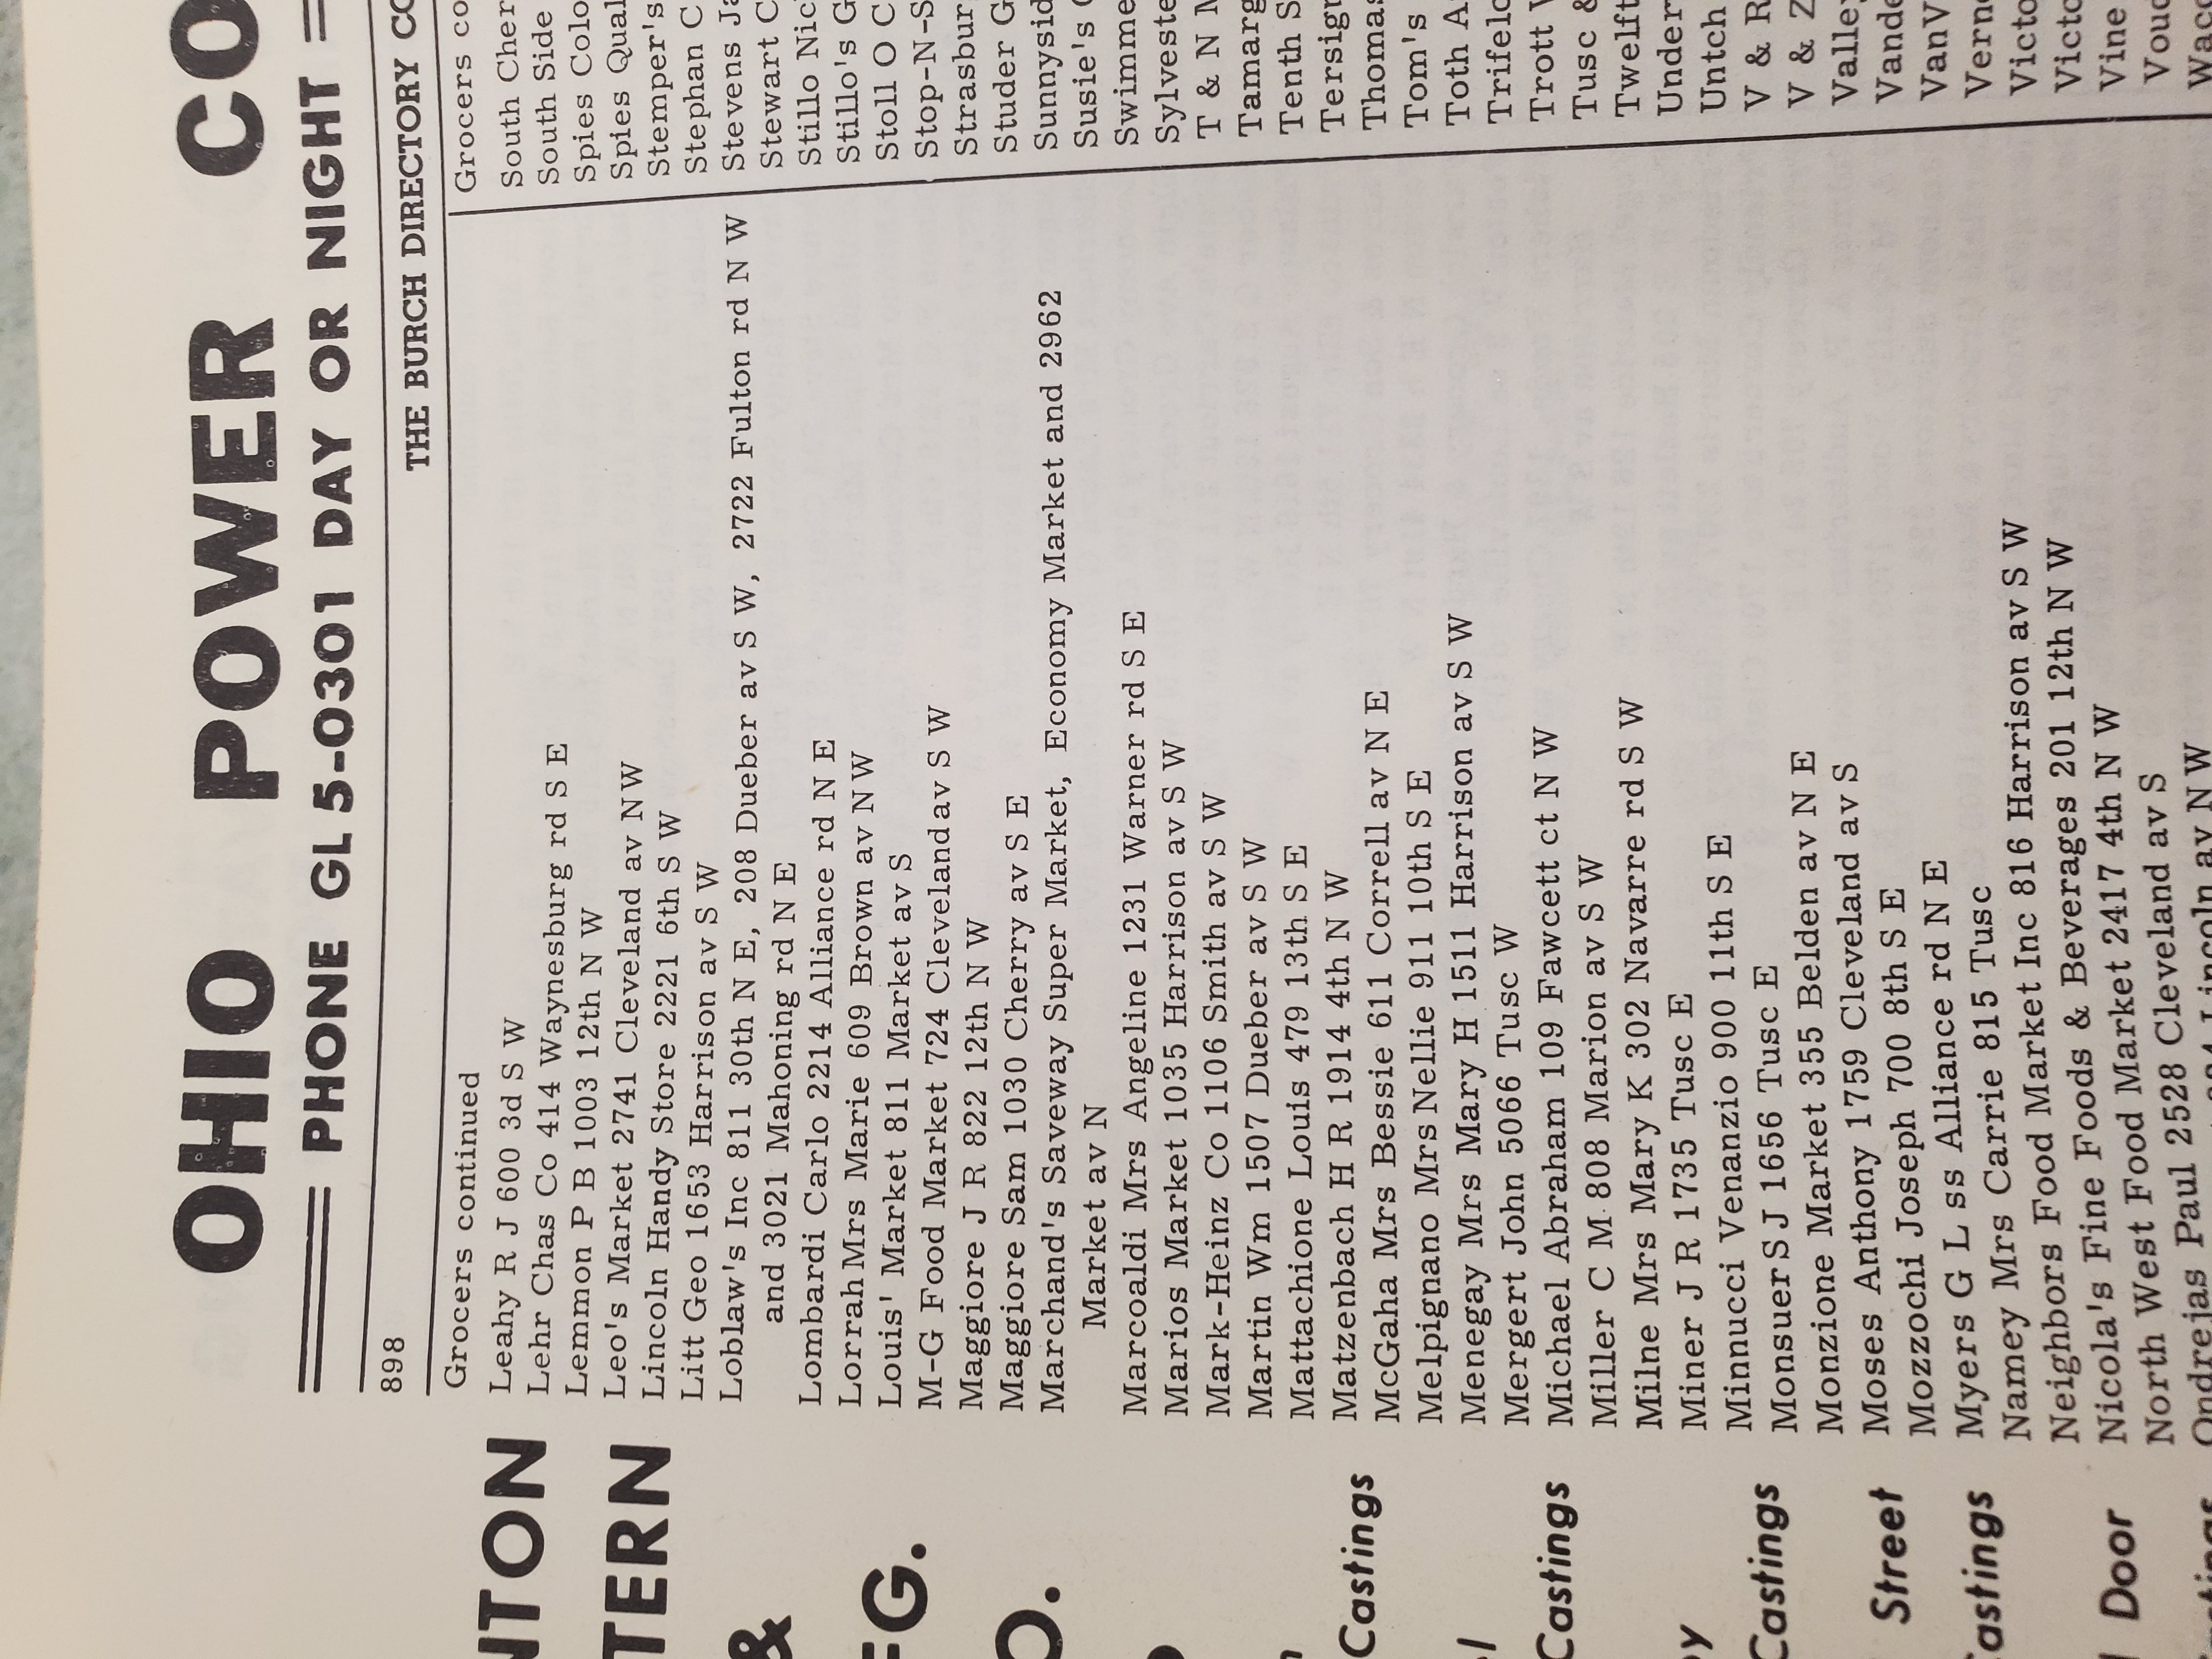 OHIO POWER CO
PHONE GL 5-0301 DAY OR NIGHT
898
THE BURCH DIRECTORY CO
Grocers continued
Leahy R J 600 3d S W
Lehr Chas Co 414 Waynesburg rd S E
Lemmon P B 1003 12th N W
Leo's Market 2741 Cleveland av N W
Lincoln Handy Store 2221 6th S W
Litt Geo 1653 Harrison av S W
Loblaw's Inc 811 30th N E, 208 Dueber av S W, 2722 Fulton rd N W
and 3021 Mahoning rd N E
Lombardi Carlo 2214 Alliance rd N E
Lorrah Mrs Marie 609 Brown av N W
Louis' Market 811 Market av S
M-G Food Market 724 Cleveland av S W
Maggiore J R 822 12th N W
Maggiore Sam 1030 Cherry av S E
Marchand's Saveway Super Market, Economy Market and 2962
Market av N
Marcoaldi Mrs Angeline 1231 Warner rd S E
Marios Market 1035 Harrison av S W
Mark-Heinz Co 1106 Smith av S W
Martin Wm 1507 Dueber av S W
Mattachione Louis 479 13th S E
Matzenbach H R 1914 4th N W
McGaha Mrs Bessie 611 Correll av N E
Melpignano Mrs Nellie 911 10th S E
Menegay Mrs Mary H 1511 Harrison av S W
Mergert John 5066 Tusc W
Michael Abraham 109 Fawcett ct N W
Miller C M 808 Marion av S W
Milne Mrs Mary K 302 Navarre rd S W
Miner J R 1735 Tusc E
Minnucci Venanzio 900 11th S E
Monsuer S J 1656 Tusc E
Monzione Market 355 Belden av N E
Moses Anthony 1759 Cleveland av S
Mozzochi Joseph 700 8th S E
Myers G L ss Alliance rd N E
Namey Mrs Carrie 815 Tusc
Neighbors Food Market Inc 816 Harrison av S W
Nicola's Fine Foods & Beverages 201 12th N W
North West Food Market 2417 4th N W
Ondrejas Paul 2528 Cleveland av S
Lincoln av N W
Grocers co
South Cher
South Side
Spies Colo
Spies Qual
Stemper's
Stephan C
Stevens Ja
Stewart C
Stillo Nic
Stillo's G
Stoll O C
Stop-N-S
Strasbur
Studer G
Sunnysid
Susie's
Swimme
Sylveste
T & N M
Tamarg
Tenth S
Tersign
Thomas
Tom's
Toth A
Trifelo
Trott
Tusc &
Twelft
Under
Untch
V & R
V & Z
Valley
Vande
VanV
Verno
Victo
Victo
Vine
Voud
NTON
TERN
&
FG.
O.
Castings
Castings
Castings
Street
astings
Door